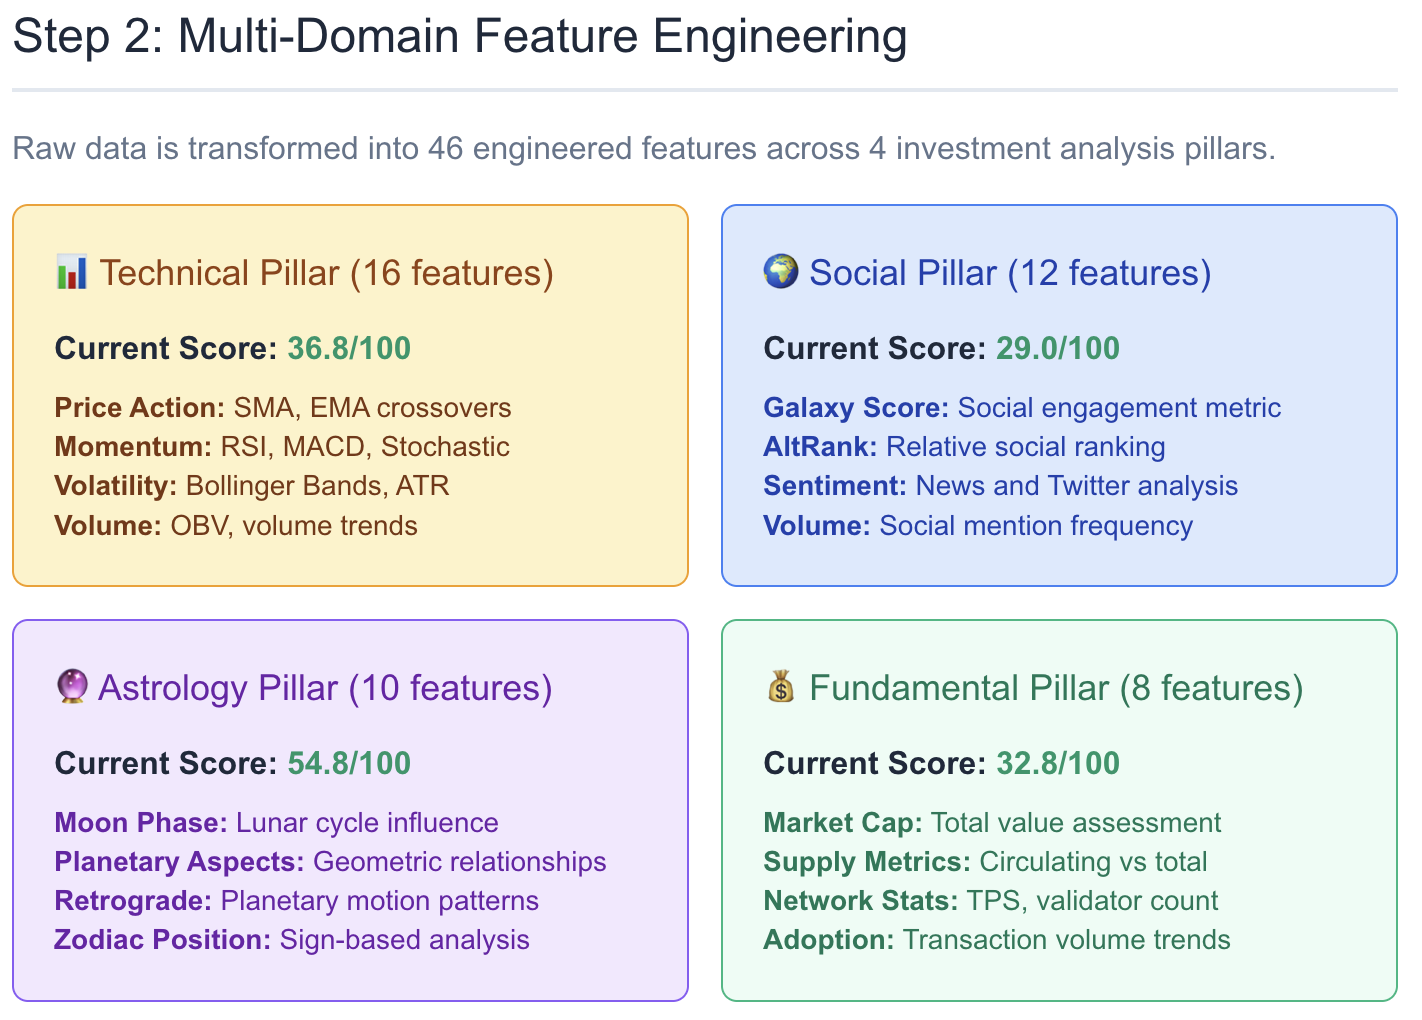 Step 2: Multi-Domain Feature Engineering
Raw data is transformed into 46 engineered features across 4 investment analysis pillars.
Technical Pillar (16 features)
Current Score: 36.8/100
Price Action: SMA, EMA crossovers
Momentum: RSI, MACD, Stochastic
Volatility: Bollinger Bands, ATR
Volume: OBV, volume trends
Social Pillar (12 features)
Current Score: 29.0/100
Galaxy Score: Social engagement metric
AltRank: Relative social ranking
Sentiment: News and Twitter analysis
Volume: Social mention frequency
Astrology Pillar (10 features)
Current Score: 54.8/100
Moon Phase: Lunar cycle influence
Planetary Aspects: Geometric relationships
Retrograde: Planetary motion patterns
Zodiac Position: Sign-based analysis
Fundamental Pillar (8 features)
Current Score: 32.8/100
Market Cap: Total value assessment
Supply Metrics: Circulating vs total
Network Stats: TPS, validator count
Adoption: Transaction volume trends